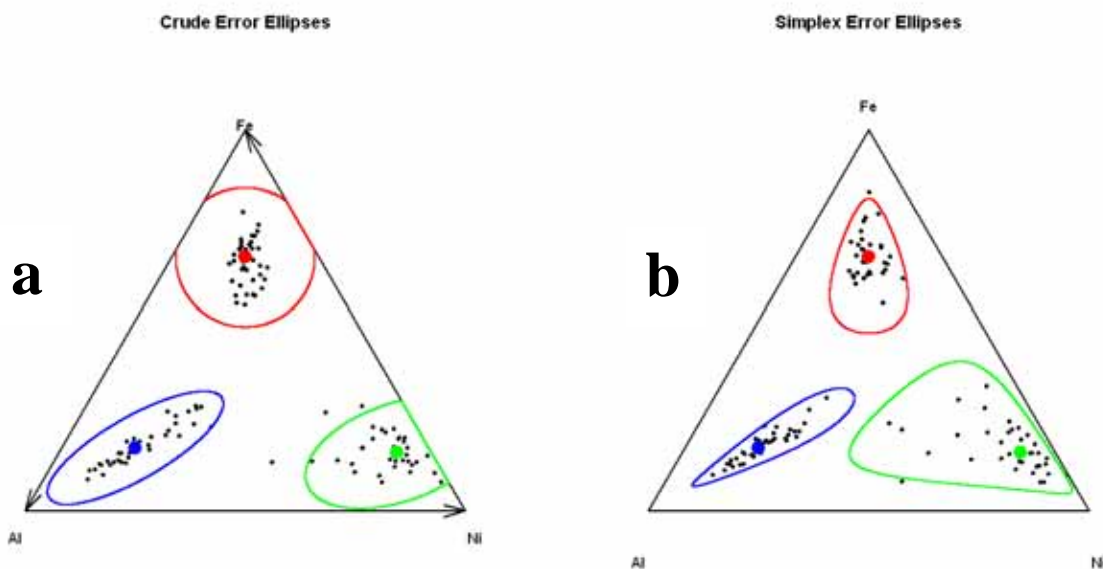 Crude Error Ellipses
Simplex Error Ellipses
Fe
Fe
a
b
Al
Ni
Al
N